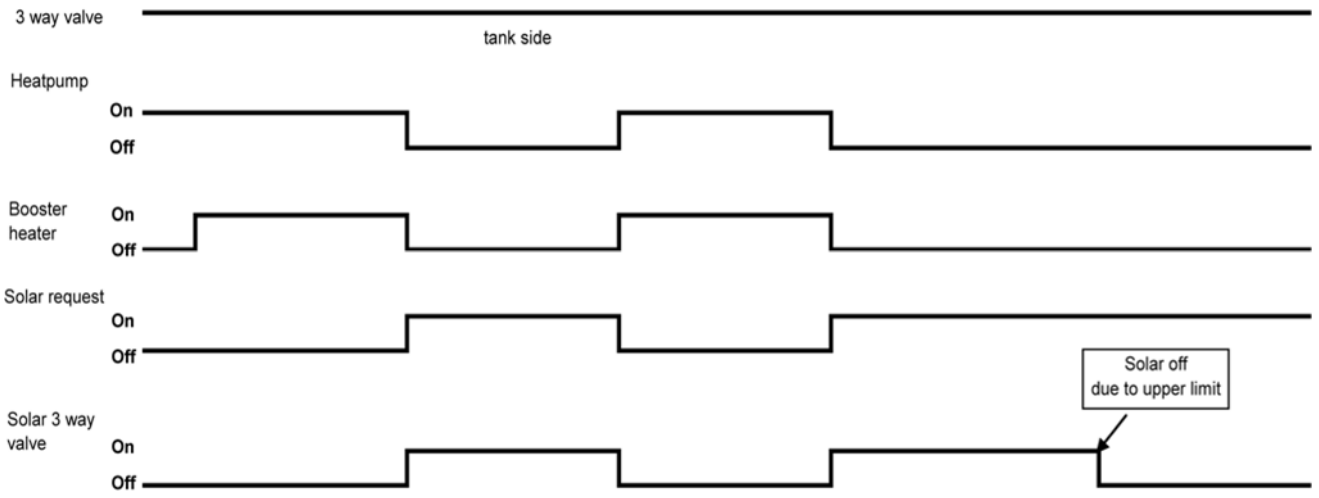 3 way valve
tank side
Heatpump
On
Off
Booster
heater
On
Off
Solar request
On
Off
Solar off
due to upper limit
Solar 3 way
valve
On
Off